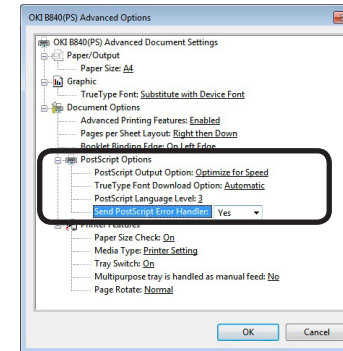 OKI B840(PS) Advanced Options
OKI B840(PS) Advanced Document Settings
Paper/Output
Paper Size: A4
Graphic
TrueType Font: Substitute with Device Font
Document Options
Advanced Printing Features: Enabled
Pages per Sheet Layout: Right then Down
Booklet Binding Edge: On Left Edge
PostScript Options
PostScript Output Option: Optimize for Speed
TrueType Font Download Option: Automatic
PostScript Language Level: 3
Send PostScript Error Handler: Yes
Printer Features
Paper Size Check: On
Media Type: Printer Setting
Tray Switch: On
Multipurpose tray is handled as manual feed: No
Page Rotate: Normal
OK Cancel